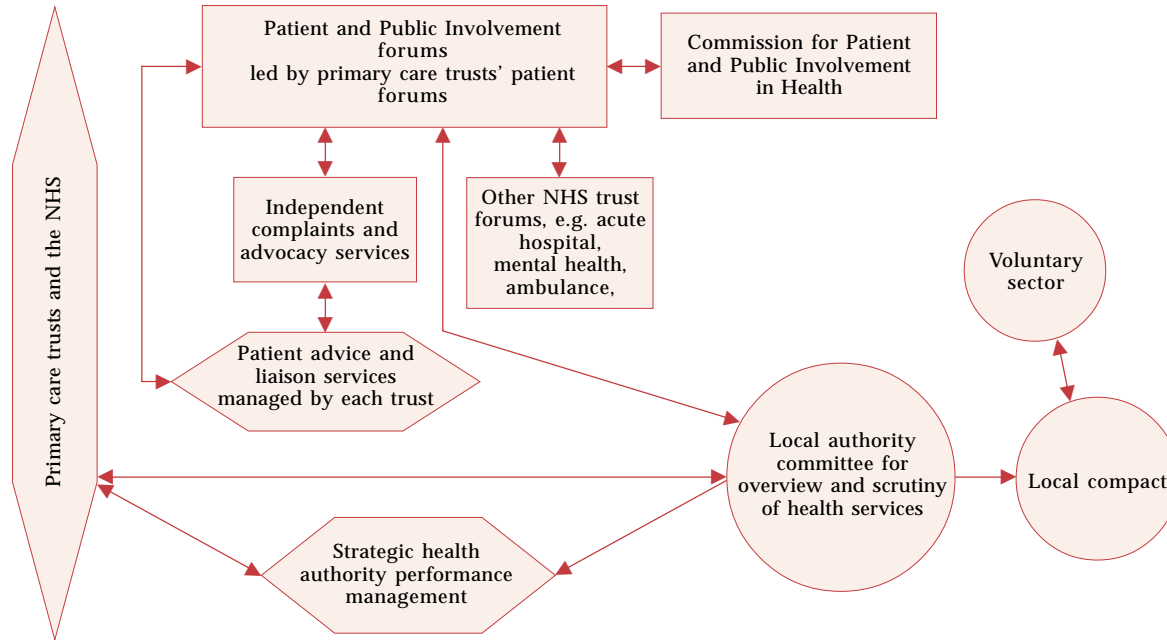 Primary care trusts and the NHS
Patient and Public Involvement
forums
led by primary care trusts’ patient
forums
Commission for Patient
and Public Involvement
in Health
Independent
complaints and
advocacy services
Other NHS trust
forums, e.g. acute
hospital,
mental health,
ambulance,
Voluntary
sector
Patient advice and
liaison services
managed by each trust
Local authority
committee for
overview and scrutiny
of health services
Local compact
Strategic health
authority performance
management